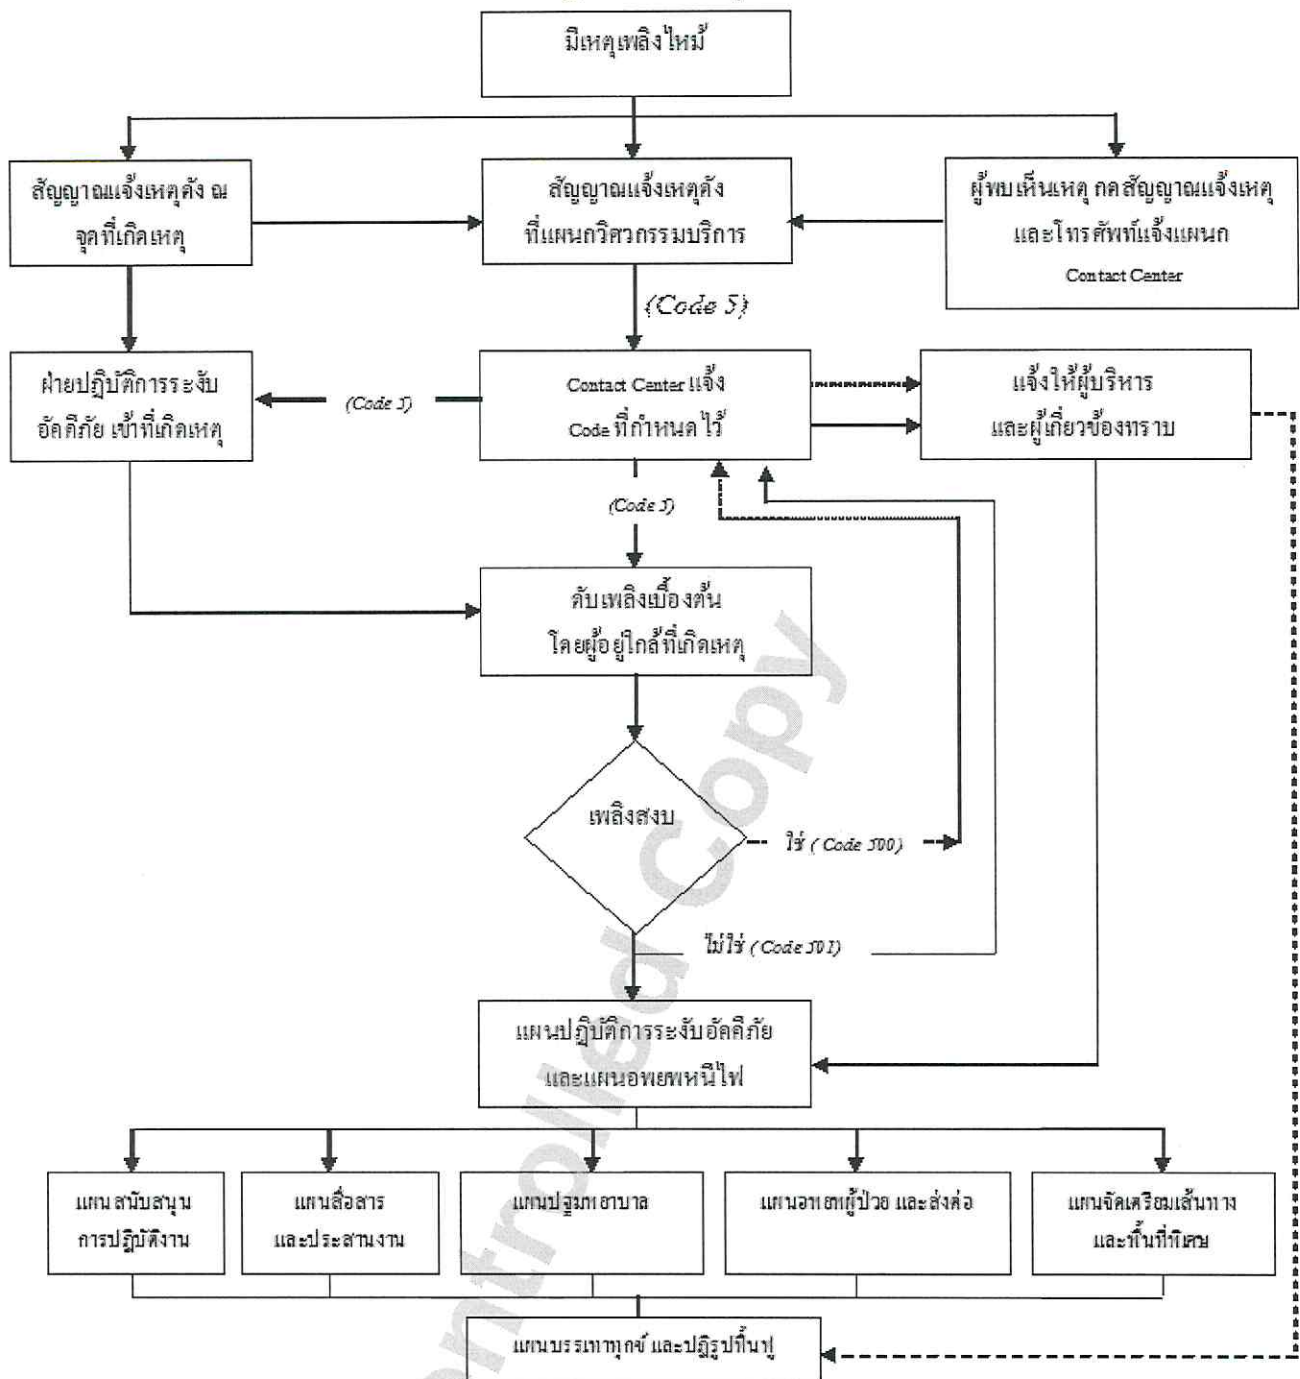 มีเหตุเพลิงไหม้
สัญญาณแจ้งเหตุดัง ณ
จุดที่เกิดเหตุ
สัญญาณแจ้งเหตุดัง
ที่แผนกวิศวกรรมบริการ
ผู้พบเห็นเหตุ กดสัญญาณแจ้งเหตุ
และโทรศัพท์แจ้งแผนก
Contact Center
(Code 5)
ฝ่ายปฏิบัติการระงับ
อัคคีภัย เข้าที่เกิดเหตุ
(Code 5)
Contact Center แจ้ง
Code ที่กำหนดไว้
แจ้งให้ผู้บริหาร
และผู้เกี่ยวข้องทราบ
(Code 5)
ดับเพลิงเบื้องต้น
โดยผู้อยู่ใกล้ที่เกิดเหตุ
เพลิงสงบ
ใช่ ( Code 500)
ไม่ใช่ ( Code 501)
แผนปฏิบัติการระงับอัคคีภัย
และแผนอพยพหนีไฟ
แผนสนับสนุน
การปฏิบัติงาน
แผนสื่อสาร
และประสานงาน
แผนปฐมพยาบาล
แผนอพยพผู้ป่วย และส่งต่อ
แผนจัดเตรียมเส้นทาง
และพื้นที่พิเศษ
แผนบรรเทาทุกข์ และปฏิรูปฟื้นฟู
ontrolled Copy